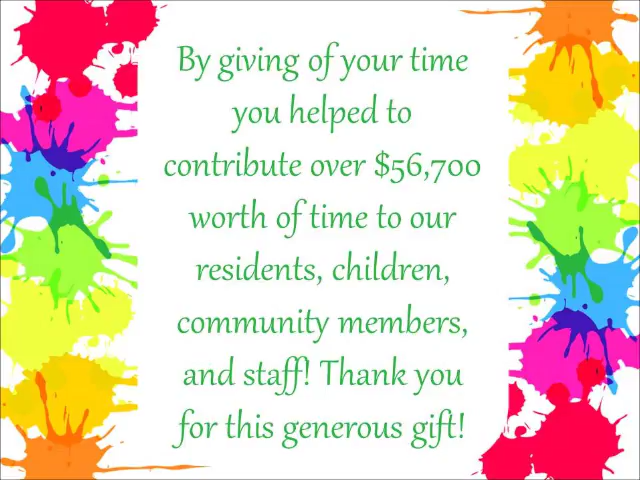 By giving of your time
you helped to
contribute over $56,700
worth of time to our
residents, children,
community members,
and staff! Thank you
for this generous gift!